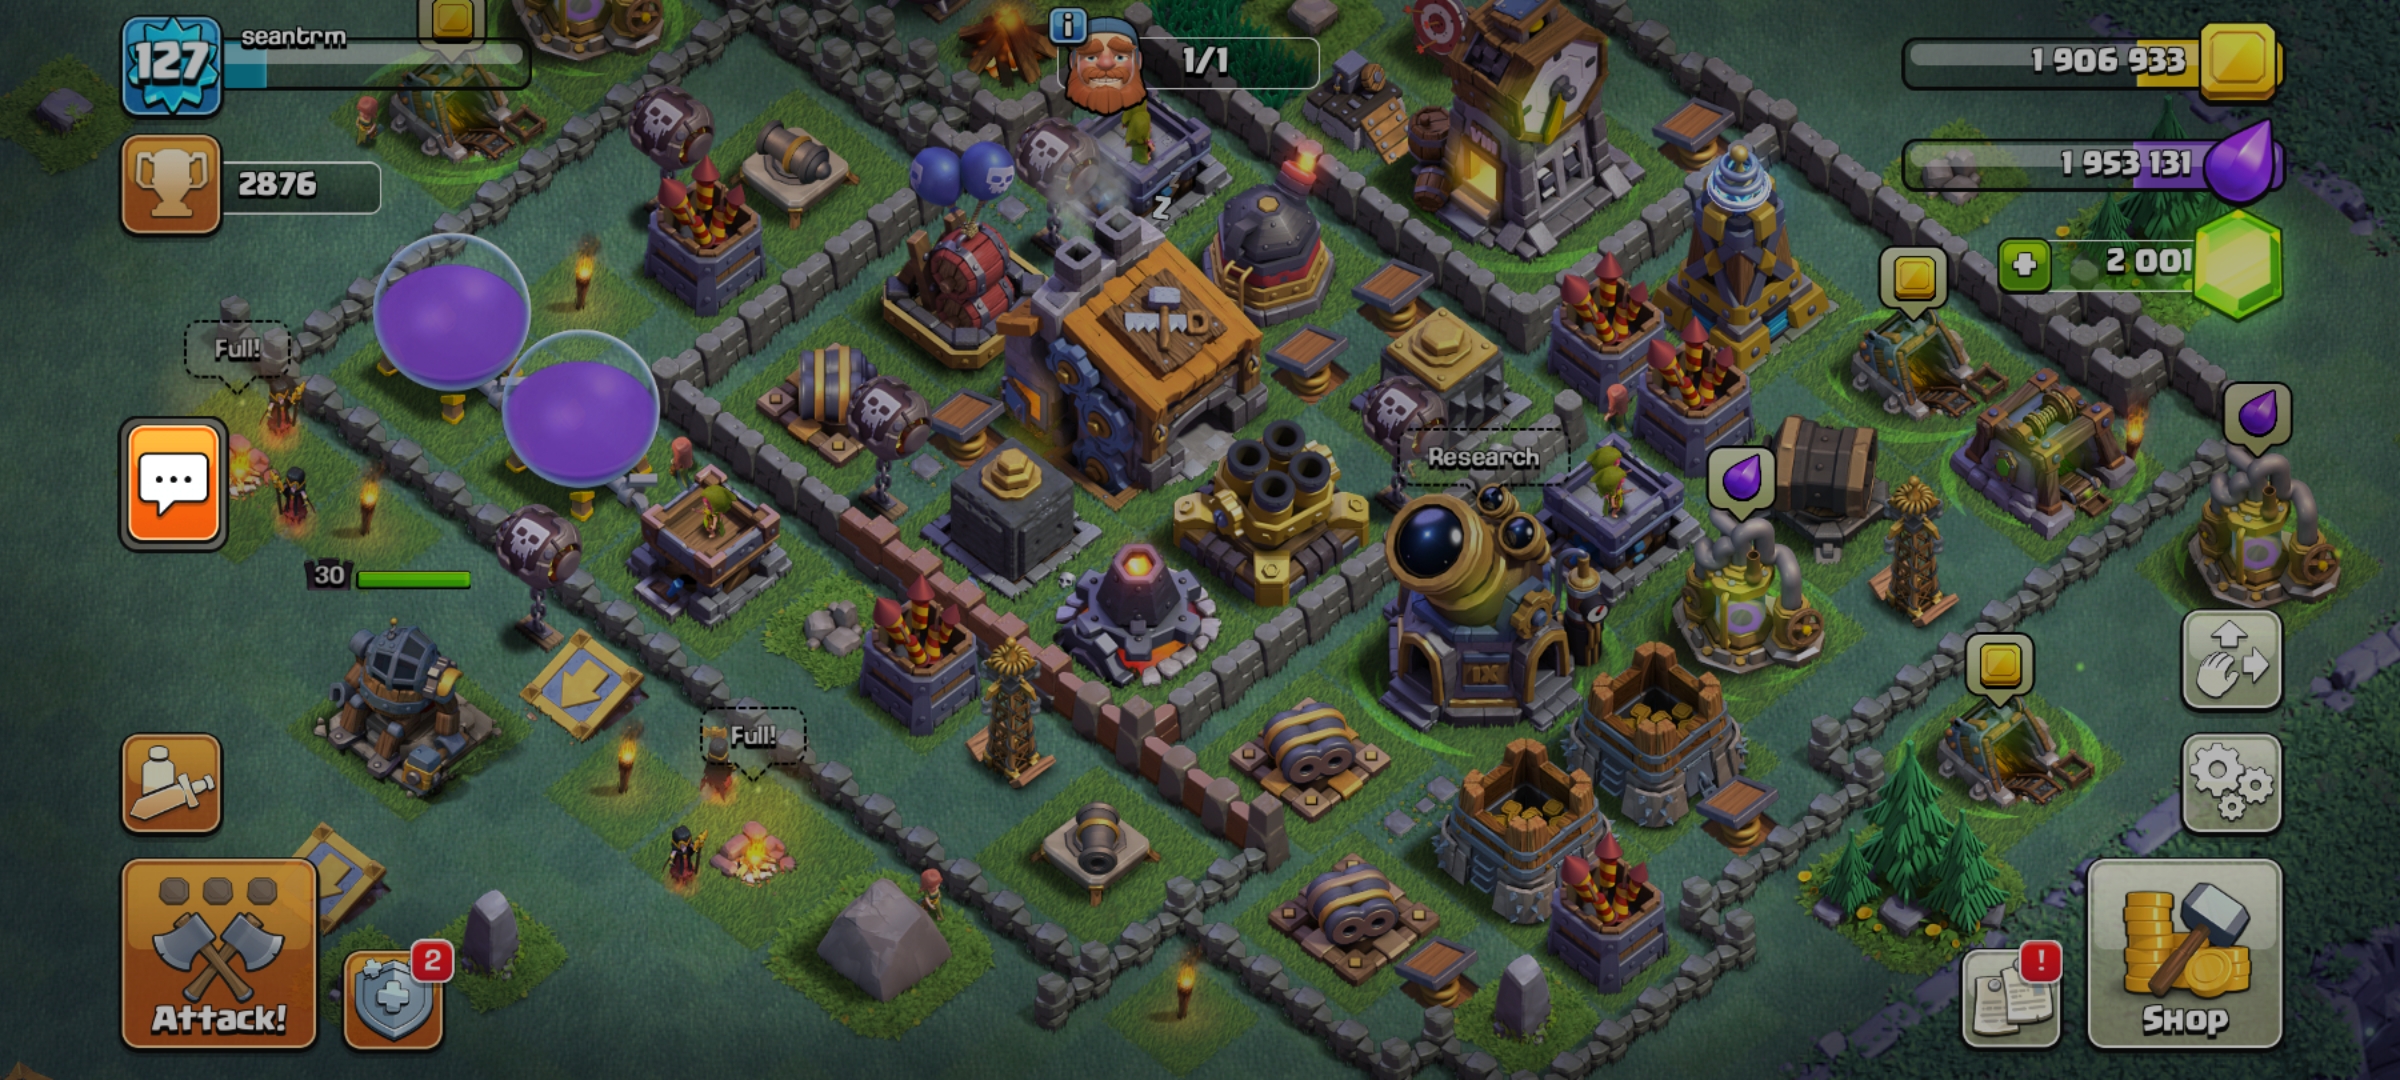 127
seantrm
1/1
1 906 933
2876
1 953 131
Z
2 001
Full!
Research
30
IX
Full!
2
!
Attack!
Shop